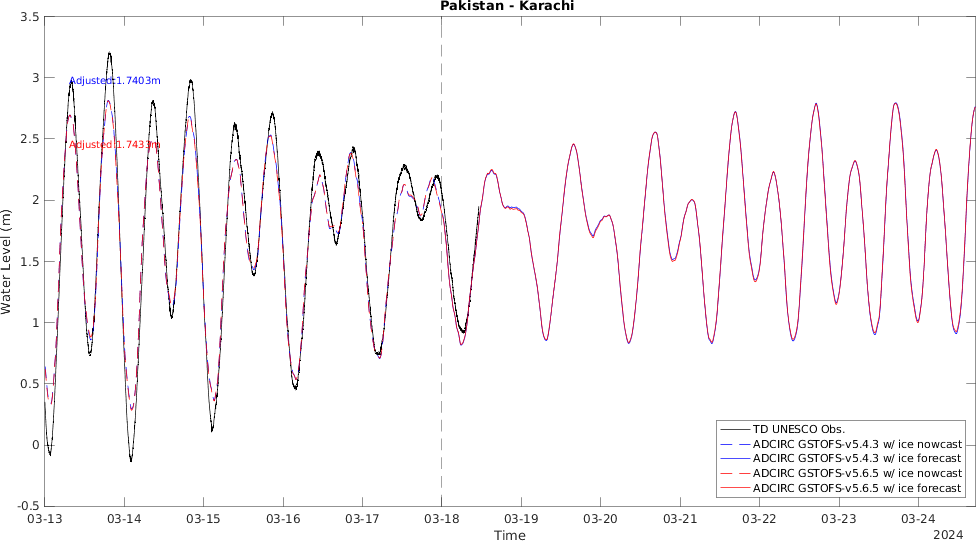 Pakistan - Karachi
3.5
3
2.5
2
1.5
1
0.5
0
-0.5
Water Level (m)
Adjusted:1.7403m
Adjusted:1.7433m
TD UNESCO Obs.
ADCIRC GSTOFS-v5.4.3 w/ ice nowcast
ADCIRC GSTOFS-v5.4.3 w/ ice forecast
ADCIRC GSTOFS-v5.6.5 w/ ice nowcast
ADCIRC GSTOFS-v5.6.5 w/ ice forecast
03-13 03-14 03-15 03-16 03-17 03-18 03-19 03-20 03-21 03-22 03-23 03-24
Time
2024